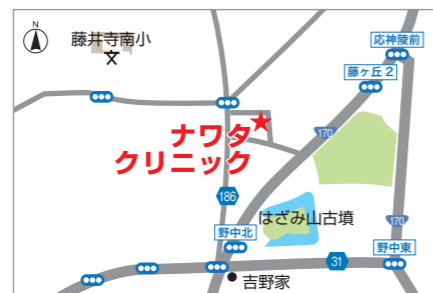 N
藤井寺南小
文
応神陵前
藤ヶ丘2
ナワタ
クリニック
170
186
はざみ山古墳
170
野中北
31
野中東
吉野家